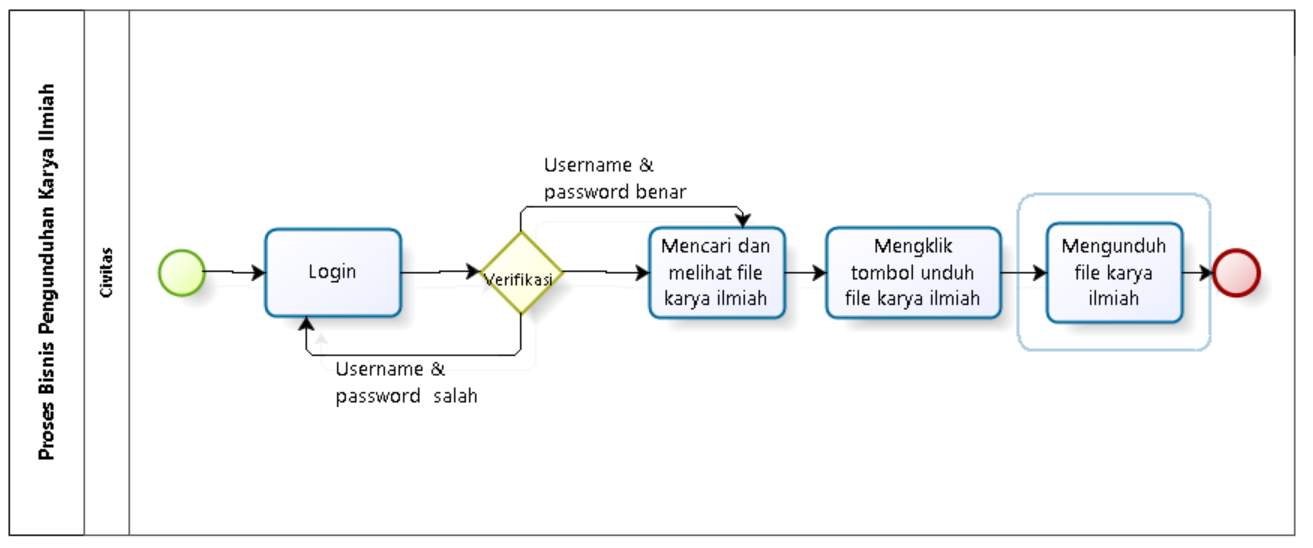 Proses Bisnis Pengunduhan Karya Ilmiah
Civitas
Login
Verifikasi
Username &
password benar
Username &
password salah
Mencari dan
melihat file
karya ilmiah
Mengklik
tombol unduh
file karya ilmiah
Mengunduh
file karya
ilmiah